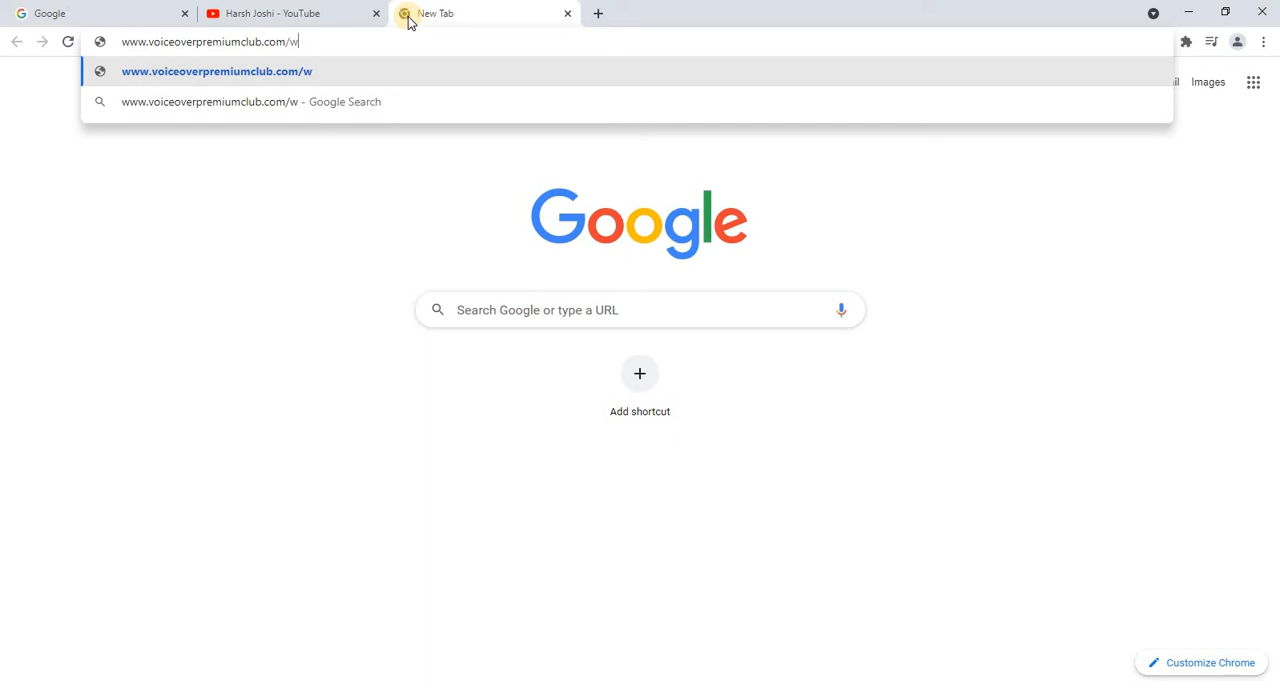 Google
Harsh Joshi - YouTube
New Tab
www.voiceoverpremiumclub.com/w
www.voiceoverpremiumclub.com/w
www.voiceoverpremiumclub.com/w - Google Search
Images
Google
Search Google or type a URL
Add shortcut
Customize Chrome